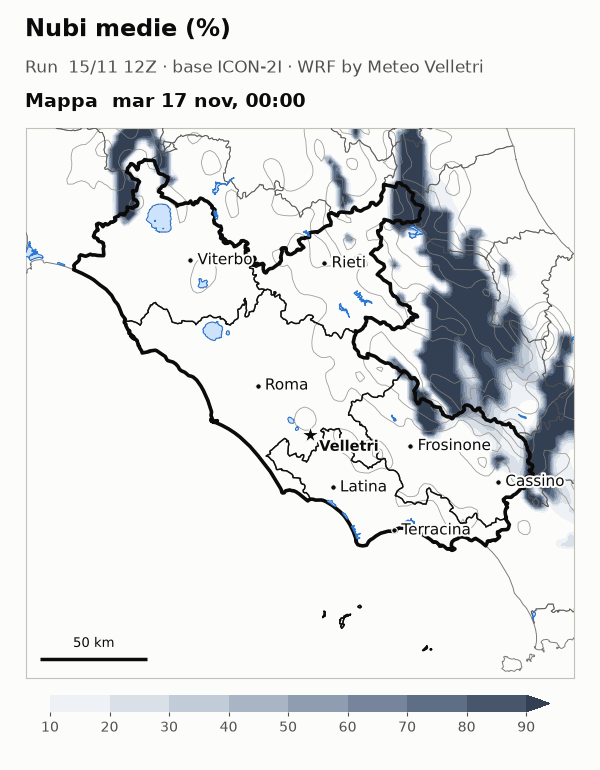 Nubi medie (%)
Run  15/11 12Z · base ICON-2I · WRF by Meteo Velletri
Mappa  mar 17 nov, 00:00
Viterbo
Rieti
Roma
Velletri
Frosinone
Cassino
Latina
Terracina
50 km
10 20 30 40 50 60 70 80 90